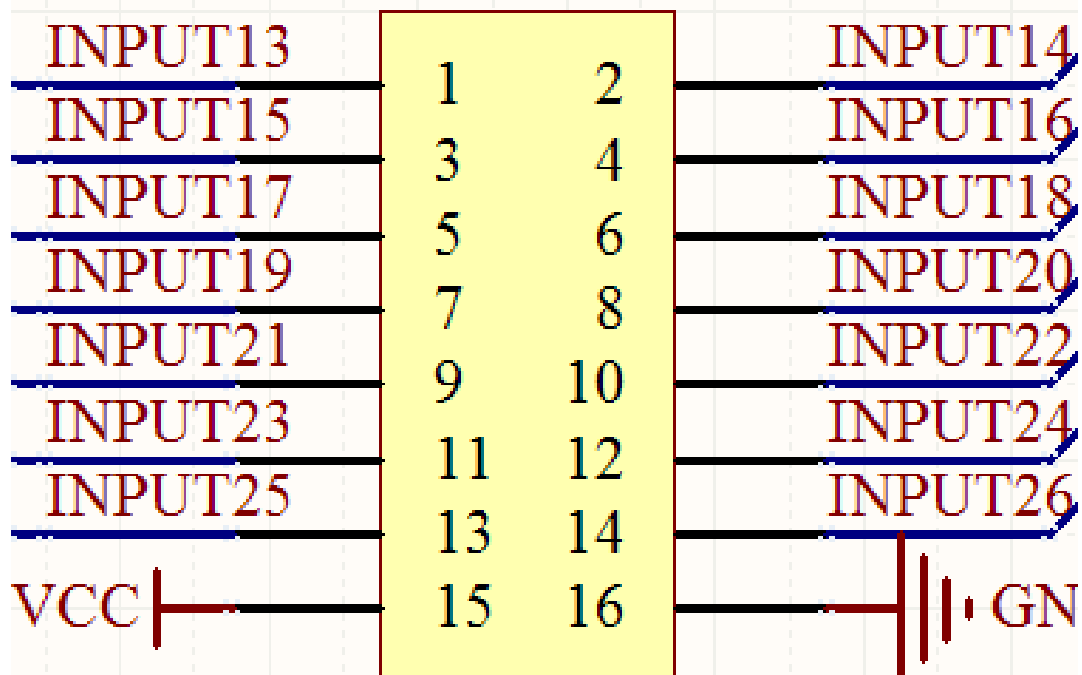 INPUT13 INPUT14
1 2
INPUT15 INPUT16
3 4
INPUT17 INPUT18
5 6
INPUT19 INPUT20
7 8
INPUT21 INPUT22
9 10
INPUT23 INPUT24
11 12
INPUT25 INPUT26
13 14
VCC 15 16 GN